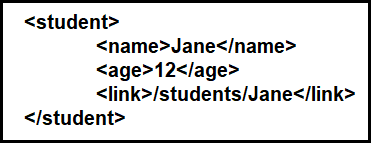 <student>
<name>Jane</name>
<age>12</age>
<link>/students/Jane</link>
</student>